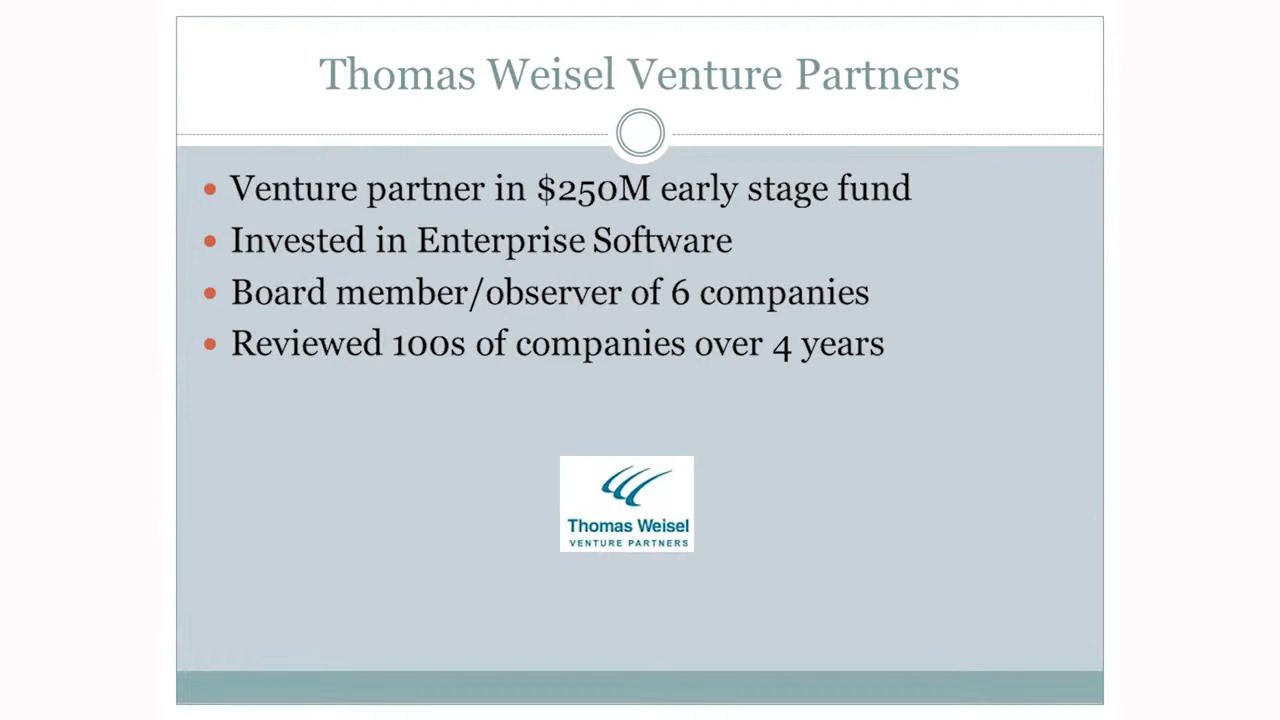 Thomas Weisel Venture Partners
• Venture partner in $250M early stage fund
• Invested in Enterprise Software
• Board member/observer of 6 companies
• Reviewed 100s of companies over 4 years
Thomas Weisel
VENTURE PARTNERS